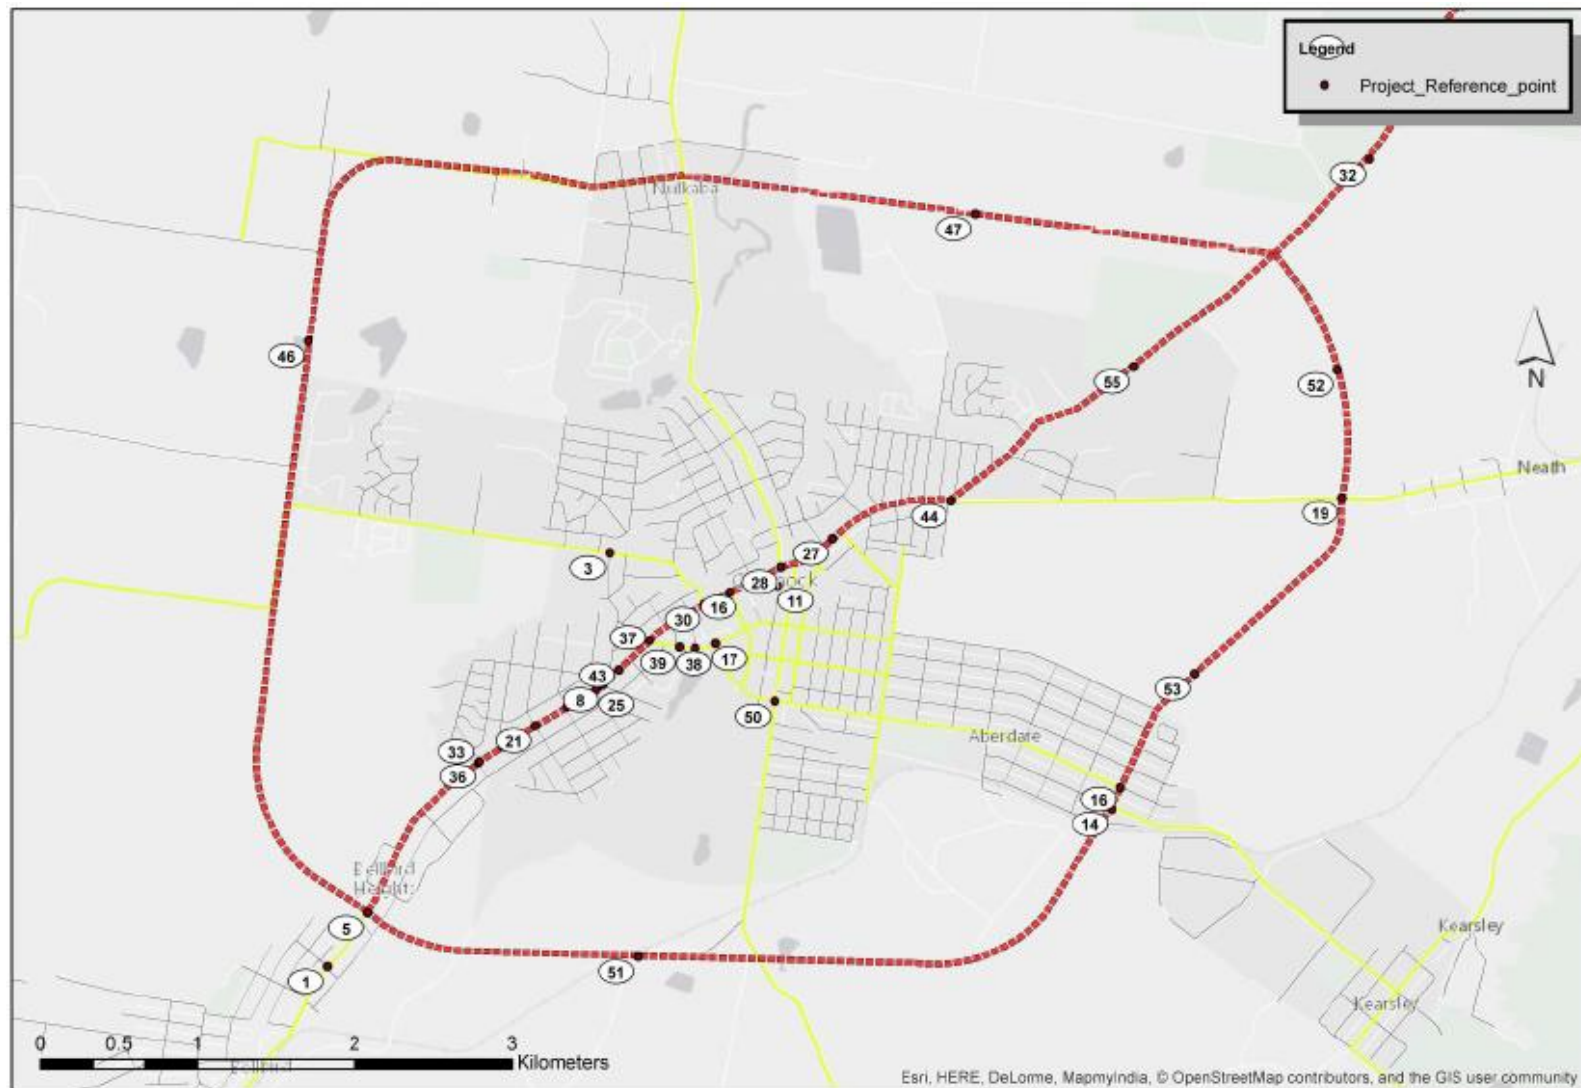 Legend
Project_Reference_point
32
Nulkaba
47
46
55
52
N
Neath
44
19
3
27
28
11
16
30
37
39
38
17
43
8
25
53
50
21
Aberdare
33
36
16
14
5
Kearsley
51
1
Kearsley
0 0.5 1 2 3
Kilometers
Esri, HERE, DeLorme, MapmyIndia, © OpenStreetMap contributors, and the GIS user community